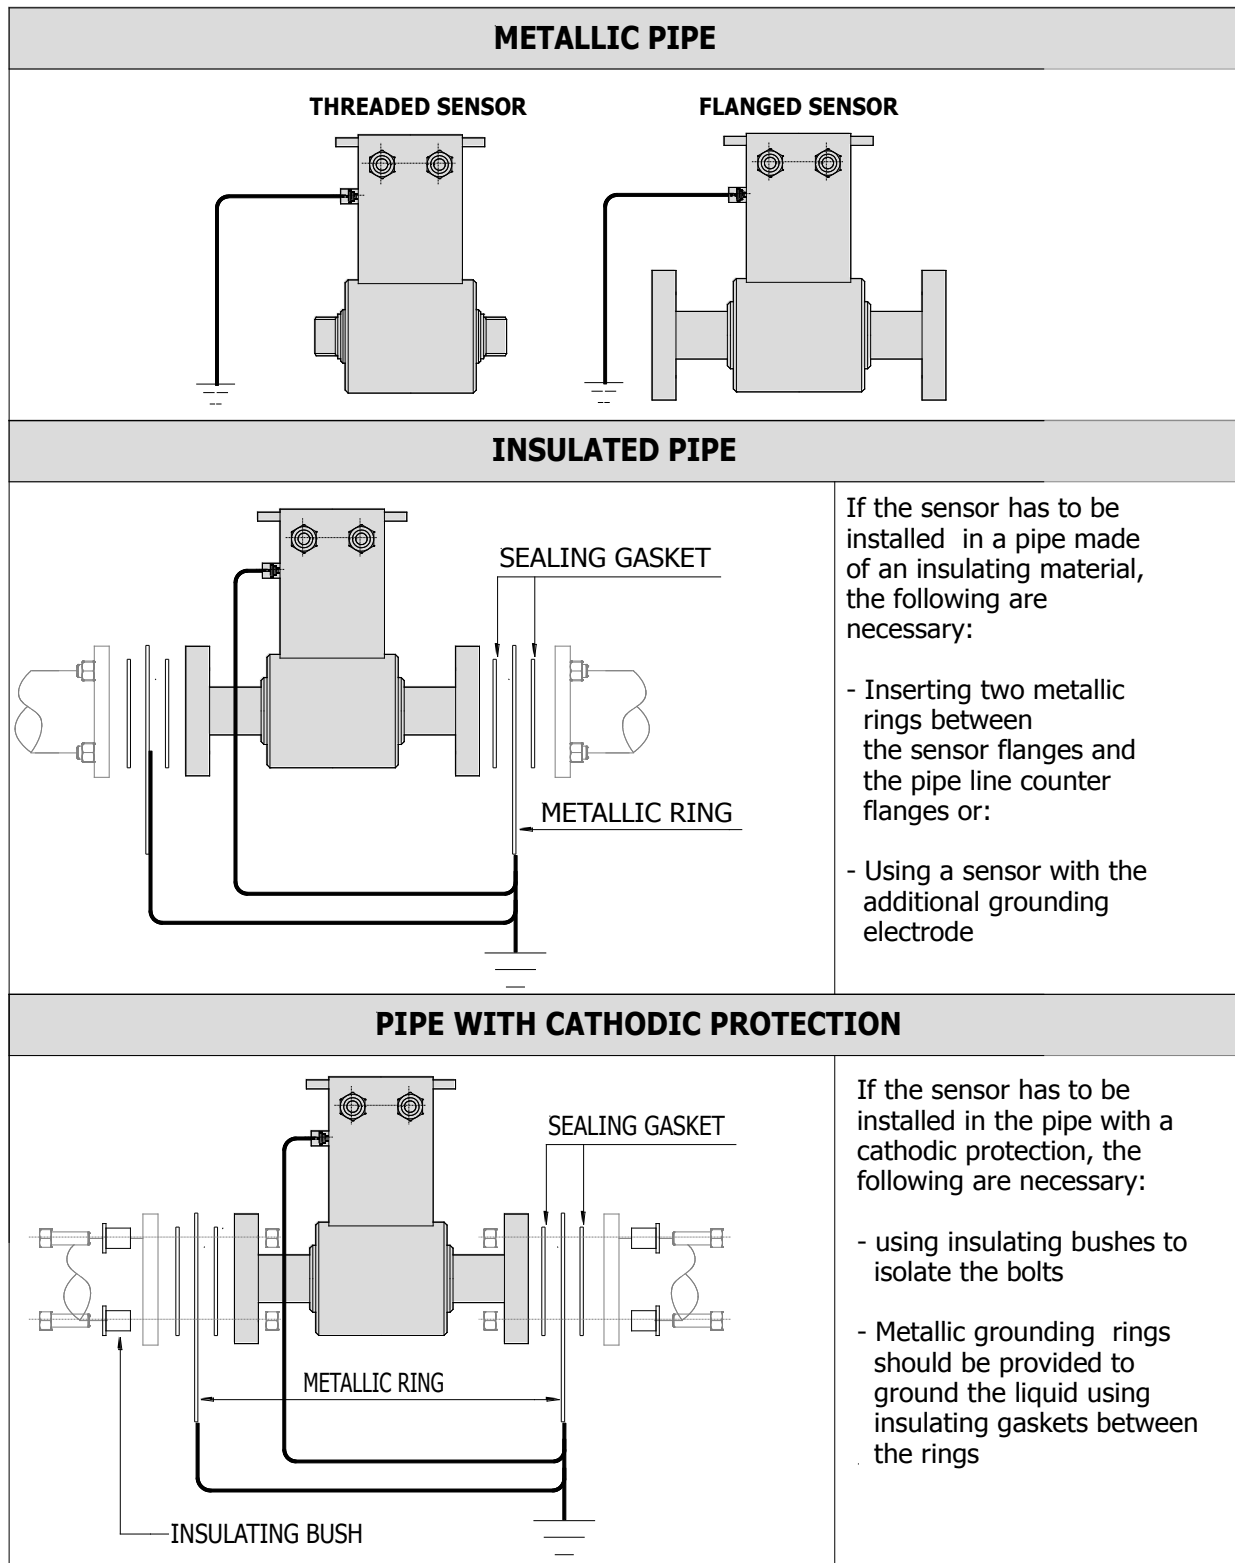 METALLIC PIPE
THREADED SENSOR
FLANGED SENSOR
INSULATED PIPE
SEALING GASKET
METALLIC RING
If the sensor has to be
installed in a pipe made
of an insulating material,
the following are
necessary:
- Inserting two metallic
rings between
the sensor flanges and
the pipe line counter
flanges or:
- Using a sensor with the
additional grounding
electrode
PIPE WITH CATHODIC PROTECTION
SEALING GASKET
METALLIC RING
INSULATING BUSH
If the sensor has to be
installed in the pipe with a
cathodic protection, the
following are necessary:
- using insulating bushes to
isolate the bolts
- Metallic grounding rings
should be provided to
ground the liquid using
insulating gaskets between
the rings